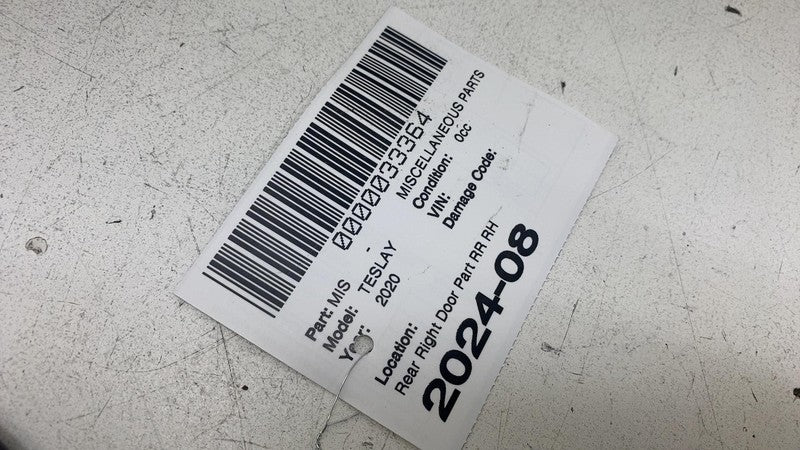 0000033364
Part: MIS - MISCELLANEOUS PARTS
Model: TESLAY Condition: 0cc
Year: 2020 VIN:
Damage Code:
Location:
Rear Right Door Part RR RH
2024-08